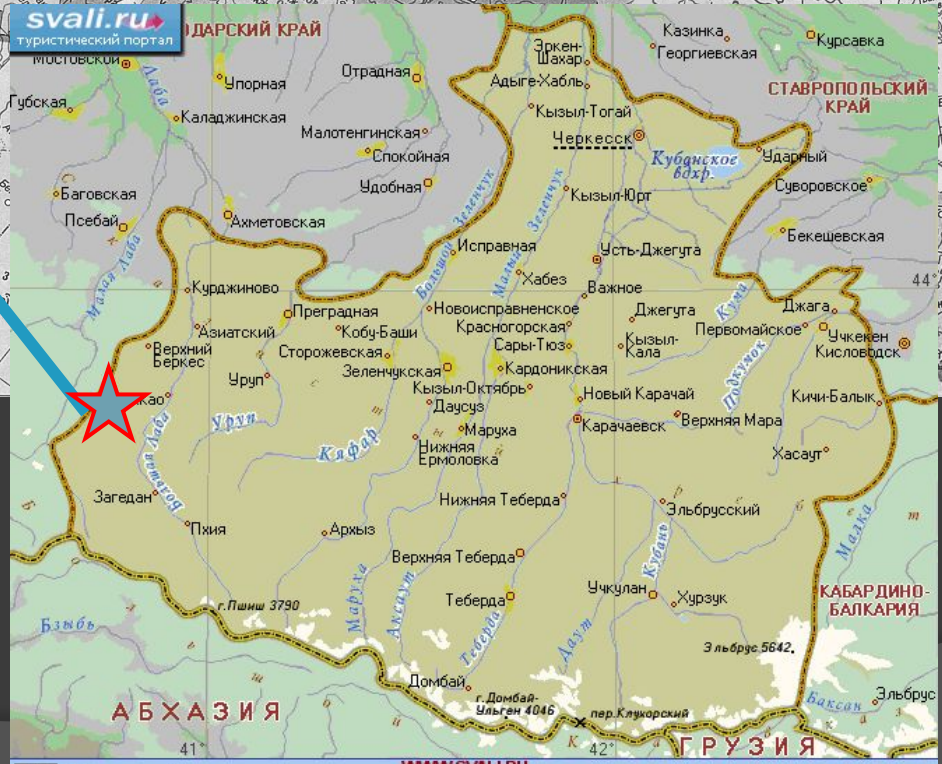 svali.ru
туристический портал
ДАРСКИЙ КРАЙ
СТАВРОПОЛЬСКИЙ
КРАЙ
Мостовской
Лаба
Упорная
Отрадная
Эркен-
Шахар
Казинка
Георгиевская
Курсавка
Губская
Каладжинская
Адыге-Хабль
Кызыл-Тогай
Малотенгинская
Спокойная
Черкесск
Кубанское
вдхр.
Ударный
Баговская
Удобная
Большой Зеленчук
Малый Зеленчук
Кызыл-Юрт
Суворовское
Псебай
Ахметовская
Бекешевская
Малая Лаба
Исправная
Усть-Джегута
Хабез
44°
Курджиново
Важное
Кума
Преградная
Новоисправненское
Джегута
Джага
Азиатский
Кобу-Баши
Красногорская
Первомайское
Учкекен
Верхний
Беркес
Сторожевская
Сары-Тюз
Кызыл-
Кала
Кисловодск
Зеленчукская
Кардоникская
Подкумок
Уруп
Кызыл-Октябрь
Новый Карачай
Кичи-Балык
као
Даусуз
Уруп
Маруха
Карачаевск
Верхняя Мара
Большая Лаба
Кяфар
Нижняя
Ермоловка
Хасаут
Загедан
Нижняя Теберда
Эльбрусский
Пхия
Архыз
Малка
Верхняя Теберда
Кубань
Маруха
Аксаут
Учкулан
Хурзук
КАБАРДИНО-
БАЛКАРИЯ
г.Пшиш 3790
Теберда
Бзыбь
Теберда
Даут
Эльбрус 5642
Домбай
г.Домбай-
Ульген 4046
пер.Клухорский
Баксан
Эльбрус
АБХАЗИЯ
41°
42°
ГРУЗИЯ
WWW.SVALI.RU